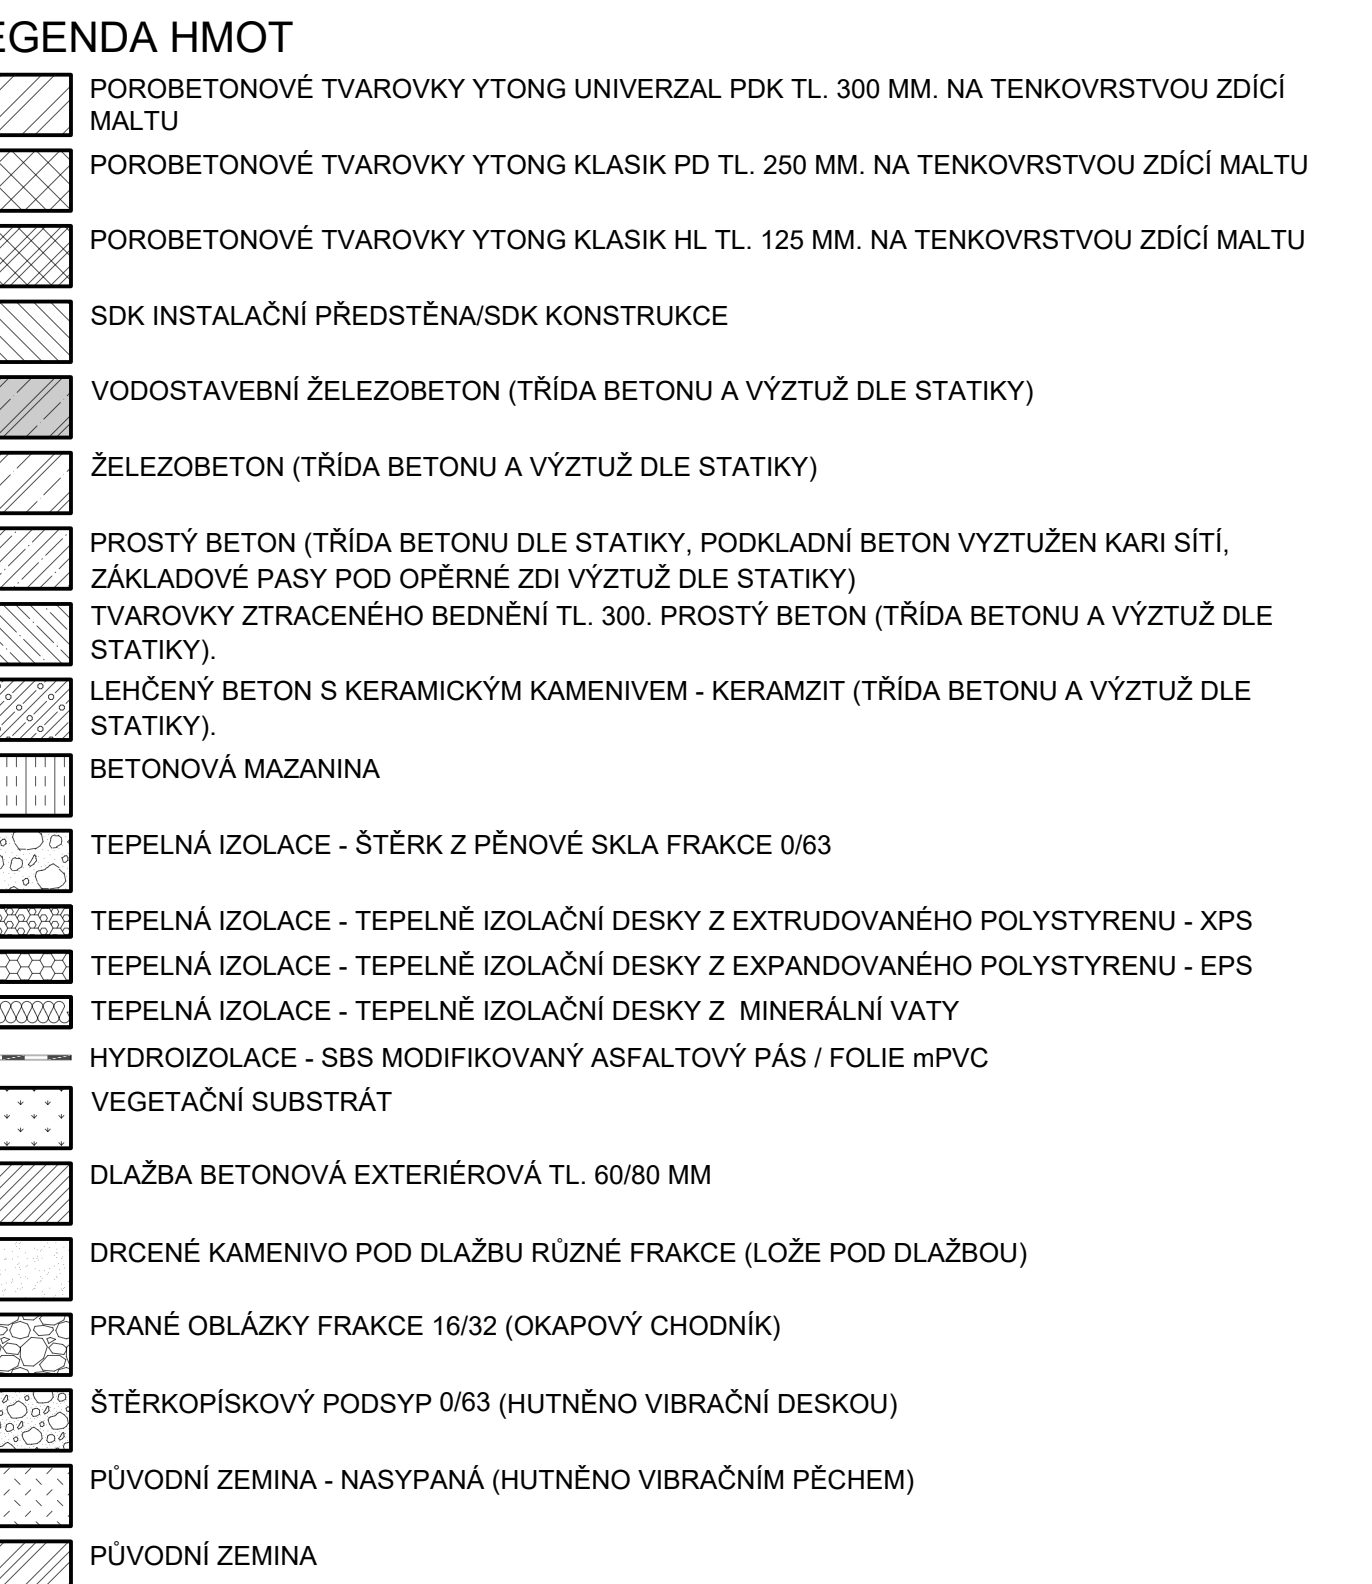 EGENDA HMOT
POROBETONOVÉ TVAROVKY YTONG UNIVERZAL PDK TL. 300 MM. NA TENKOVRSTVOU ZDÍCÍ
MALTU
POROBETONOVÉ TVAROVKY YTONG KLASIK PD TL. 250 MM. NA TENKOVRSTVOU ZDÍCÍ MALTU
POROBETONOVÉ TVAROVKY YTONG KLASIK HL TL. 125 MM. NA TENKOVRSTVOU ZDÍCÍ MALTU
SDK INSTALAČNÍ PŘEDSTĚNA/SDK KONSTRUKCE
VODOSTAVEBNÍ ŽELEZOBETON (TŘÍDA BETONU A VÝZTUŽ DLE STATIKY)
ŽELEZOBETON (TŘÍDA BETONU A VÝZTUŽ DLE STATIKY)
PROSTÝ BETON (TŘÍDA BETONU DLE STATIKY, PODKLADNÍ BETON VYZTUŽEN KARI SÍTÍ,
ZÁKLADOVÉ PASY POD OPĚRNÉ ZDI VÝZTUŽ DLE STATIKY)
TVAROVKY ZTRACENÉHO BEDNĚNÍ TL. 300. PROSTÝ BETON (TŘÍDA BETONU A VÝZTUŽ DLE
STATIKY).
LEHČENÝ BETON S KERAMICKÝM KAMENIVEM - KERAMZIT (TŘÍDA BETONU A VÝZTUŽ DLE
STATIKY).
BETONOVÁ MAZANINA
TEPELNÁ IZOLACE - ŠTĚRK Z PĚNOVÉ SKLA FRAKCE 0/63
TEPELNÁ IZOLACE - TEPELNĚ IZOLAČNÍ DESKY Z EXTRUDOVANÉHO POLYSTYRENU - XPS
TEPELNÁ IZOLACE - TEPELNĚ IZOLAČNÍ DESKY Z EXPANDOVANÉHO POLYSTYRENU - EPS
TEPELNÁ IZOLACE - TEPELNĚ IZOLAČNÍ DESKY Z MINERÁLNÍ VATY
HYDROIZOLACE - SBS MODIFIKOVANÝ ASFALTOVÝ PÁS / FOLIE mPVC
VEGETAČNÍ SUBSTRÁT
DLAŽBA BETONOVÁ EXTERIÉROVÁ TL. 60/80 MM
DRCENÉ KAMENIVO POD DLAŽBU RŮZNÉ FRAKCE (LOŽE POD DLAŽBOU)
PRANÉ OBLÁZKY FRAKCE 16/32 (OKAPOVÝ CHODNÍK)
ŠTĚRKOPÍSKOVÝ PODSYP 0/63 (HUTNĚNO VIBRAČNÍ DESKOU)
PŮVODNÍ ZEMINA - NASYPANÁ (HUTNĚNO VIBRAČNÍM PĚCHEM)
PŮVODNÍ ZEMINA